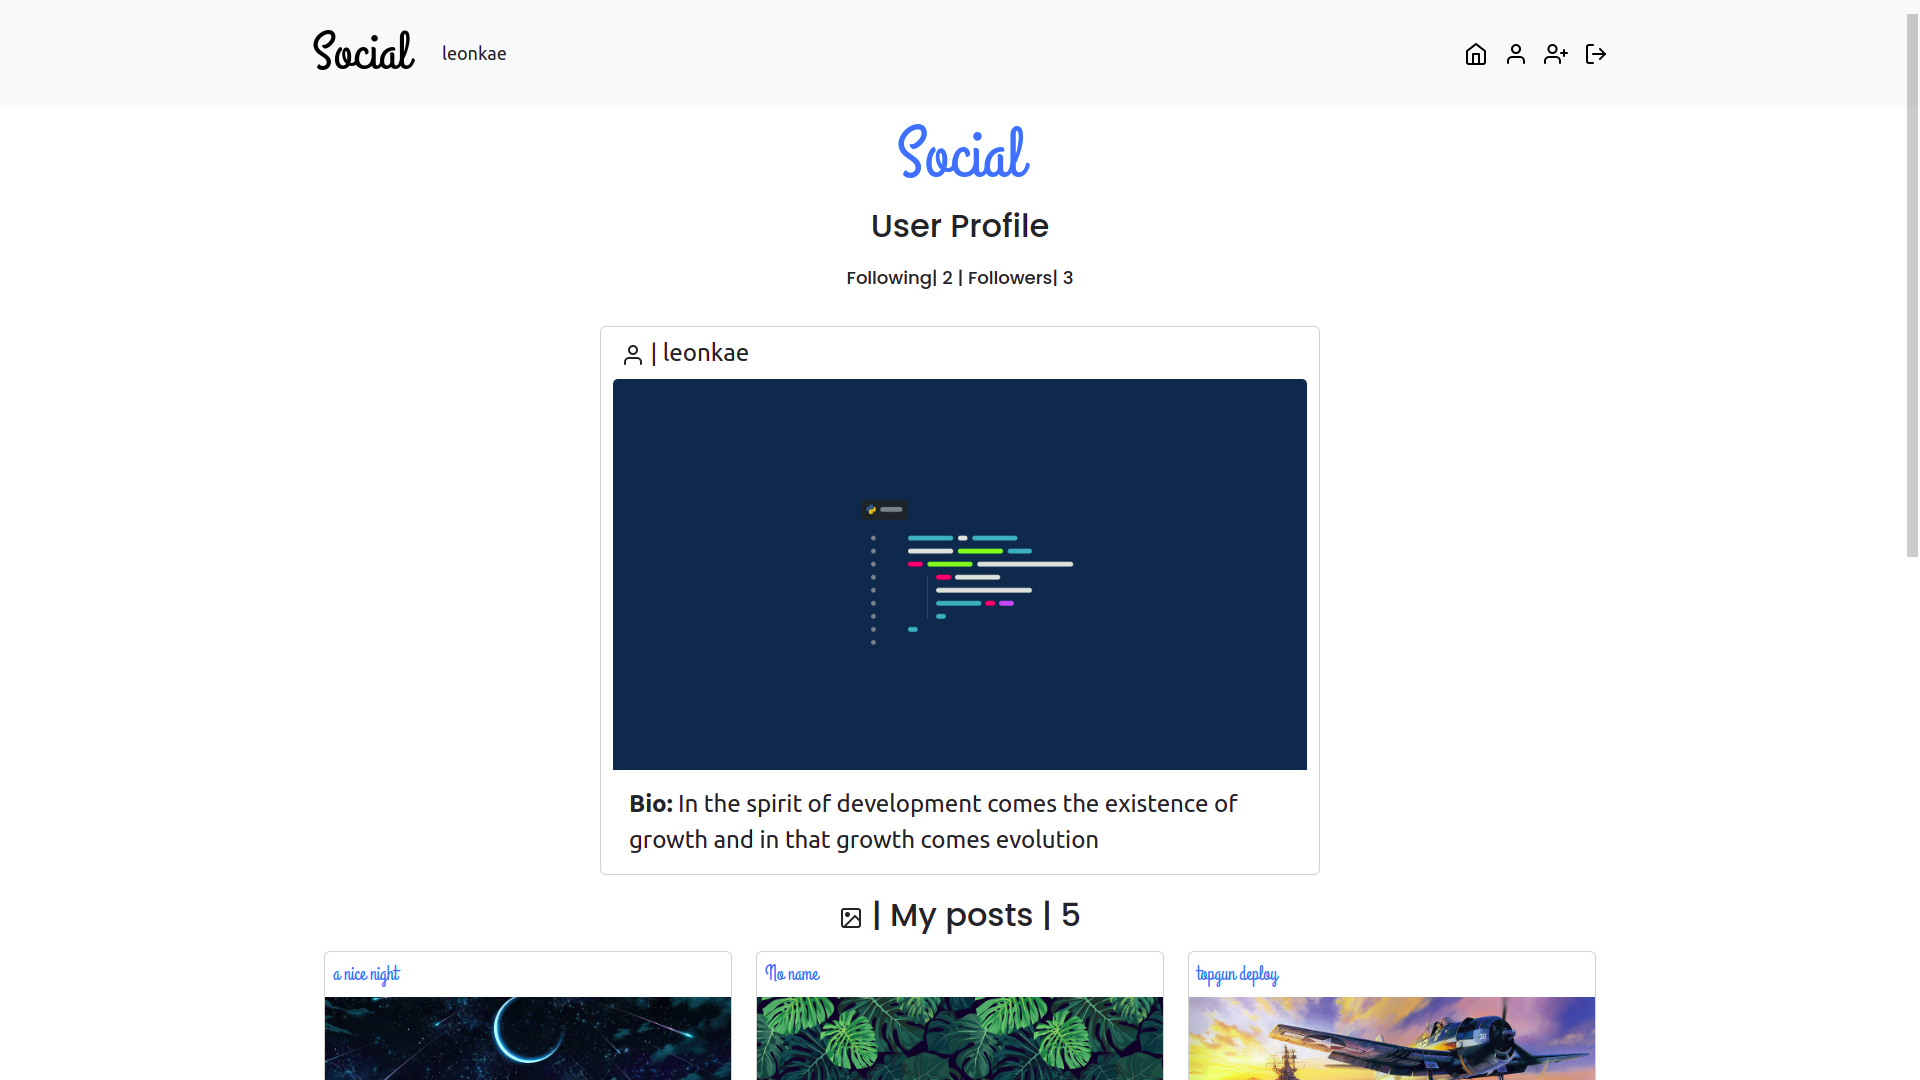 Social
leonkae
Social
User Profile
Following| 2 | Followers| 3
| leonkae
Bio: In the spirit of development comes the existence of
growth and in that growth comes evolution
| My posts | 5
a nice night
No name
topgun deploy